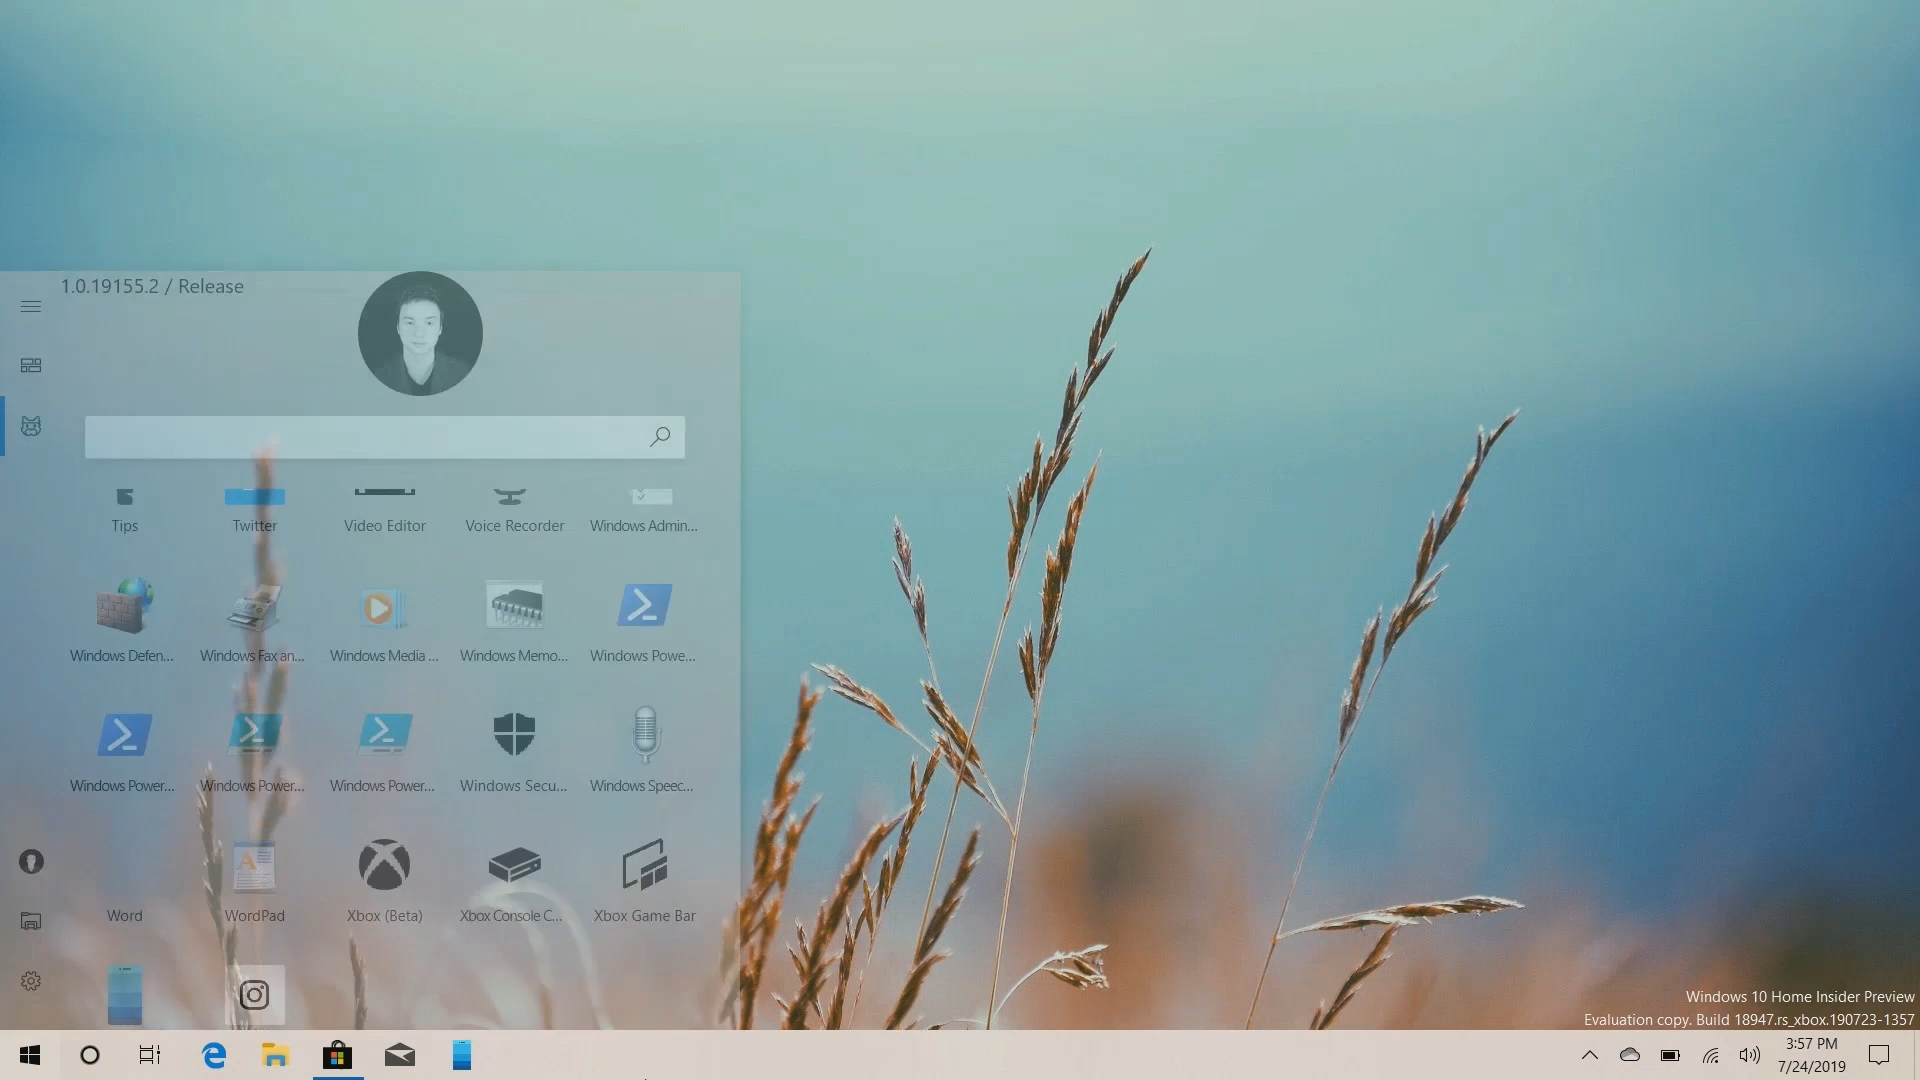 1.0.19155.2 / Release
Tips
Twitter
Video Editor
Voice Recorder
Windows Admin...
Windows Defen...
Windows Fax an...
Windows Media ...
Windows Memo...
Windows Powe...
Windows Power...
Windows Power...
Windows Power...
Windows Secu...
Windows Speec...
Word
WordPad
Xbox (Beta)
Xbox Console C...
Xbox Game Bar
Windows 10 Home Insider Preview
Evaluation copy. Build 18947.rs_xbox.190723-1357
3:57 PM
7/24/2019